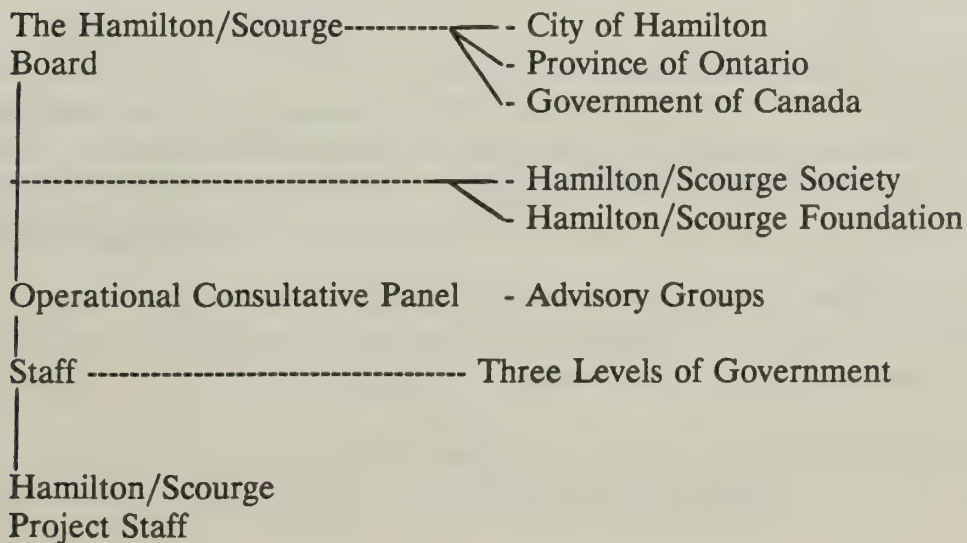 The Hamilton/Scourge - City of Hamilton
Board - Province of Ontario
- Government of Canada
- Hamilton/Scourge Society
- Hamilton/Scourge Foundation
Operational Consultative Panel - Advisory Groups
Staff Three Levels of Government
Hamilton/Scourge
Project Staff